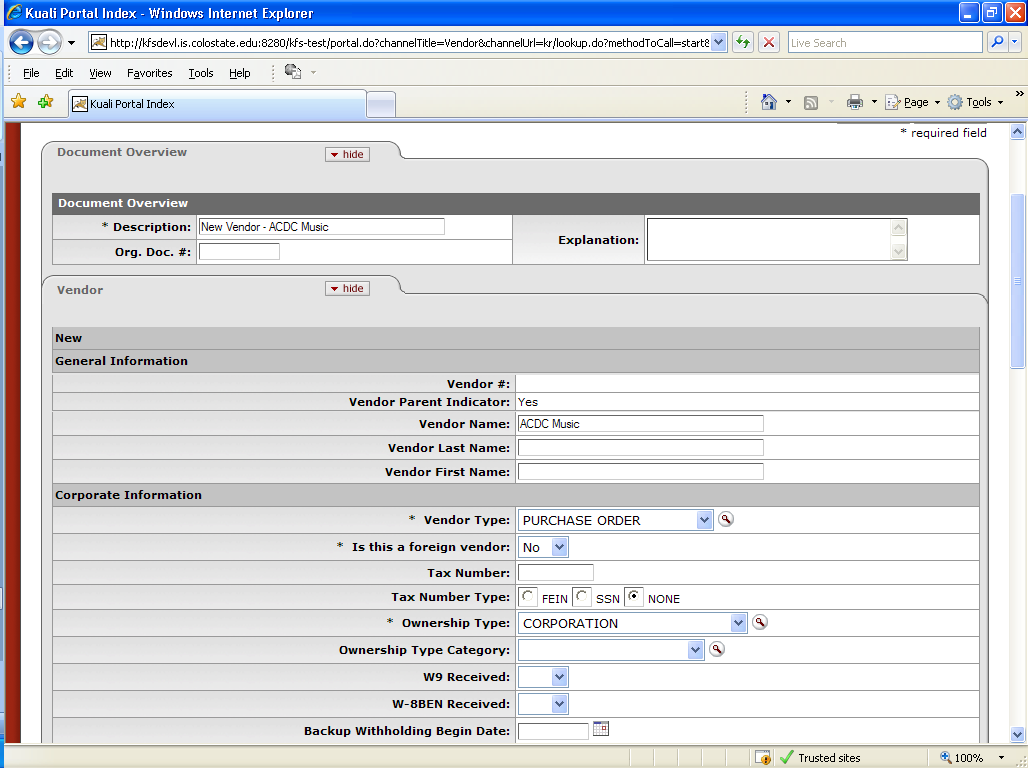 Kuali Portal Index - Windows Internet Explorer
http://kfsdevl.is.colostate.edu:8280/kfs-test/portal.do?channelTitle=Vendor&channelUrl=kr/lookup.do?methodToCall=start& Live Search
File Edit View Favorites Tools Help
Kuali Portal Index Page Tools »
* required field
Document Overview hide
Document Overview
* Description: New Vendor - ACDC Music
Explanation:
Org. Doc. #:
Vendor hide
New
General Information
Vendor #:
Vendor Parent Indicator: Yes
Vendor Name: ACDC Music
Vendor Last Name:
Vendor First Name:
Corporate Information
* Vendor Type: PURCHASE ORDER
* Is this a foreign vendor: No
Tax Number:
Tax Number Type: FEIN SSN NONE
* Ownership Type: CORPORATION
Ownership Type Category:
W9 Received:
W-8BEN Received:
Backup Withholding Begin Date:
Trusted sites 100%